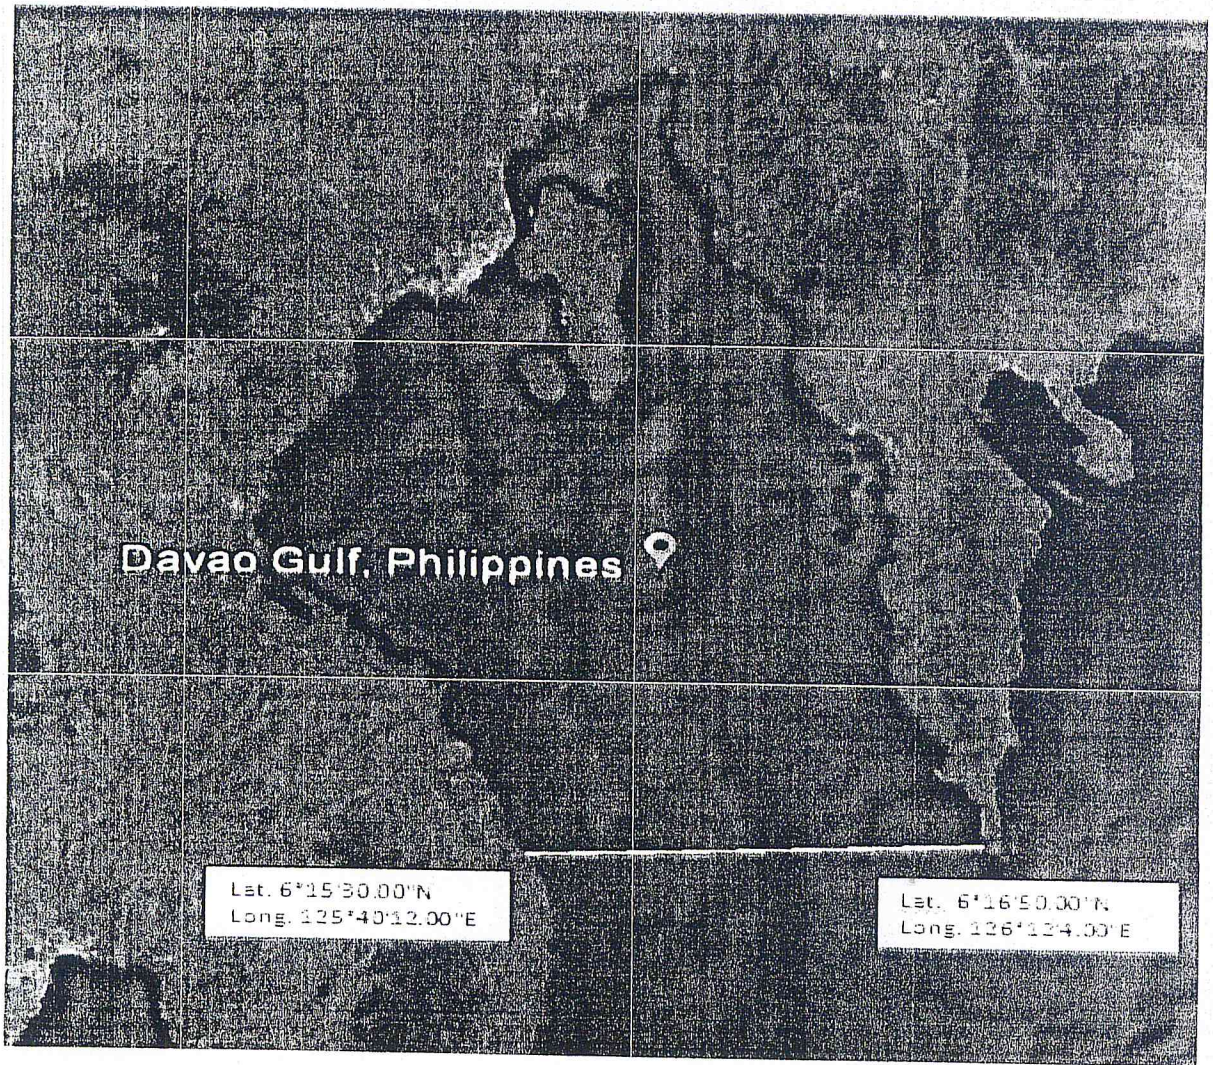 Davao Gulf, Philippines
Lat. 6°15'30.00"N
Long. 125°40'12.00"E
Lat. 6°16'50.00"N
Long. 126°12'4.00"E